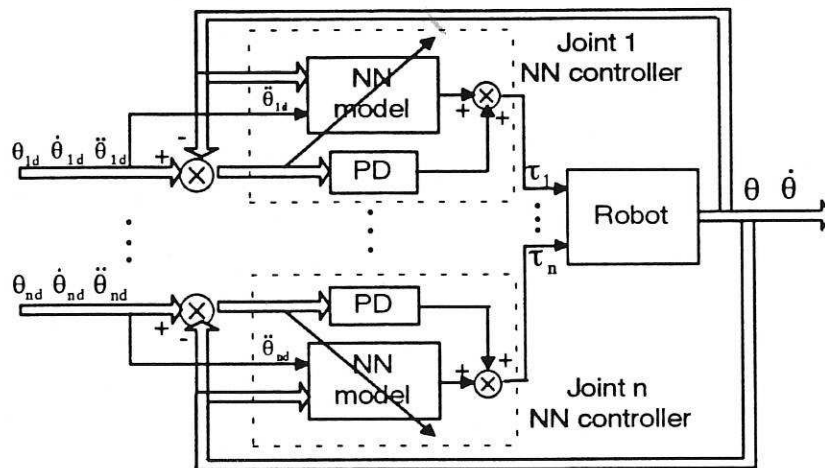 Joint 1
NN controller
NN
model
θ̈1d
+
+
-
θ1d θ̇1d θ̈1d
+
PD
τ1
Robot
θ θ̇
τn
θnd θ̇nd θ̈nd
+
-
PD
θ̈nd
NN
model
+
+
Joint n
NN controller